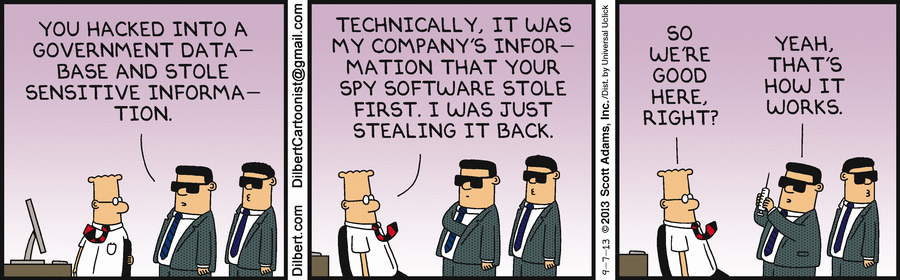 YOU HACKED INTO A
GOVERNMENT DATA–
BASE AND STOLE
SENSITIVE INFORMA–
TION.
Dilbert.com DilbertCartoonist@gmail.com
TECHNICALLY, IT WAS
MY COMPANY'S INFOR–
MATION THAT YOUR
SPY SOFTWARE STOLE
FIRST. I WAS JUST
STEALING IT BACK.
9-7-13 ©2013 Scott Adams, Inc. /Dist. by Universal Uclick
SO
WE'RE
GOOD
HERE,
RIGHT?
YEAH,
THAT'S
HOW IT
WORKS.